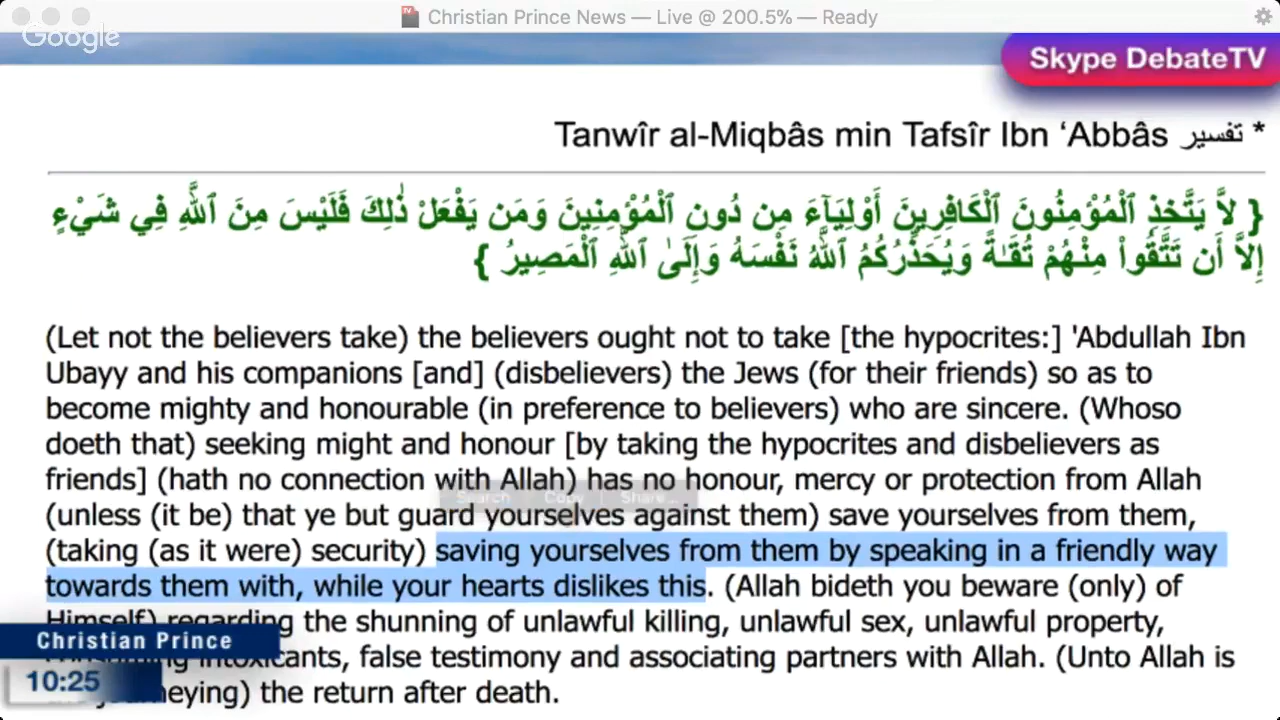 Christian Prince News — Live @ 200.5% — Ready
Google
Skype DebateTV
* تفسير Tanwîr al-Miqbâs min Tafsîr Ibn ‘Abbâs
{ لاَّ يَتَّخِذِ ٱلْمُؤْمِنُونَ ٱلْكَافِرِينَ أَوْلِيَآءَ مِن دُونِ ٱلْمُؤْمِنِينَ وَمَن يَفْعَلْ ذٰلِكَ فَلَيْسَ مِنَ ٱللَّهِ فِي شَيْءٍ
إِلاَّ أَن تَتَّقُواْ مِنْهُمْ تُقَـٰةً وَيُحَذِّرُكُمُ ٱللَّهُ نَفْسَهُ وَإِلَىٰ ٱللَّهِ ٱلْمَصِيرُ }
(Let not the believers take) the believers ought not to take [the hypocrites:] 'Abdullah Ibn
Ubayy and his companions [and] (disbelievers) the Jews (for their friends) so as to
become mighty and honourable (in preference to believers) who are sincere. (Whoso
doeth that) seeking might and honour [by taking the hypocrites and disbelievers as
friends] (hath no connection with Allah) has no honour, mercy or protection from Allah
Search Copy Share...
(unless (it be) that ye but guard yourselves against them) save yourselves from them,
(taking (as it were) security) saving yourselves from them by speaking in a friendly way
towards them with, while your hearts dislikes this. (Allah bideth you beware (only) of
Himself) regarding the shunning of unlawful killing, unlawful sex, unlawful property,
consuming intoxicants, false testimony and associating partners with Allah. (Unto Allah is
journeying) the return after death.
Christian Prince
10:25